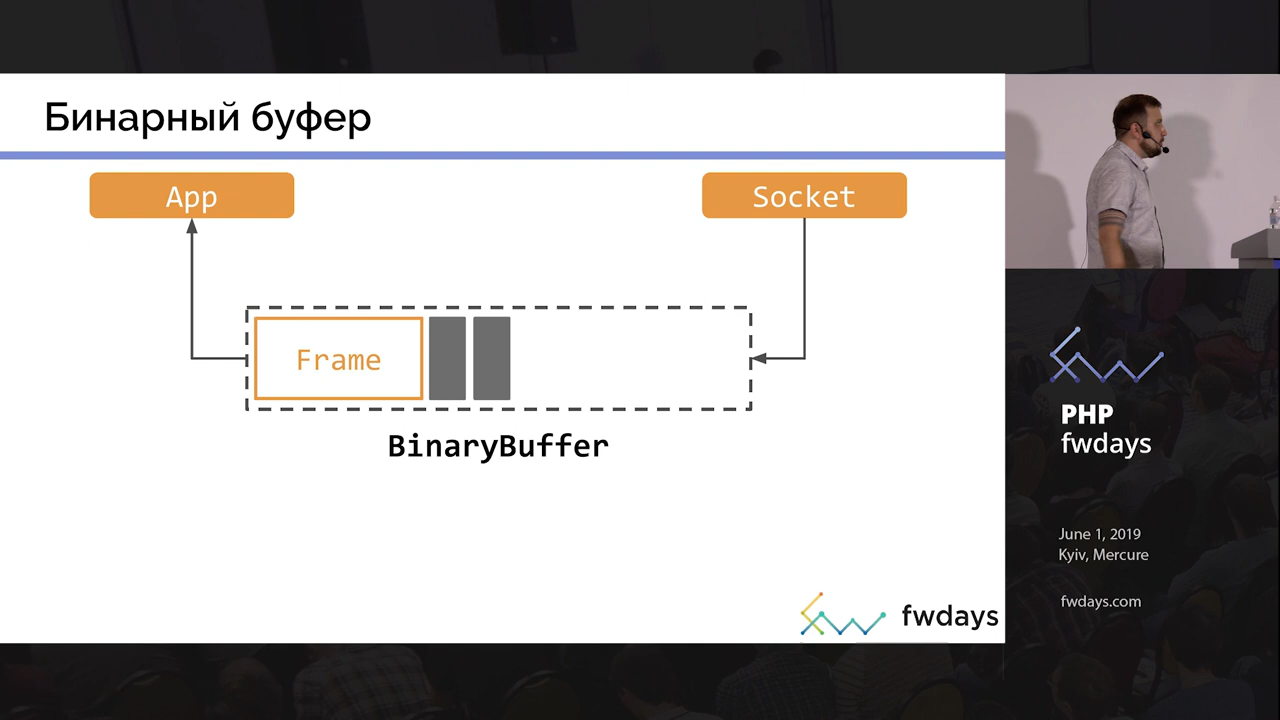 Бинарный буфер
App
Socket
Frame
BinaryBuffer
fwdays
PHP
fwdays
June 1, 2019
Kyiv, Mercure
fwdays.com